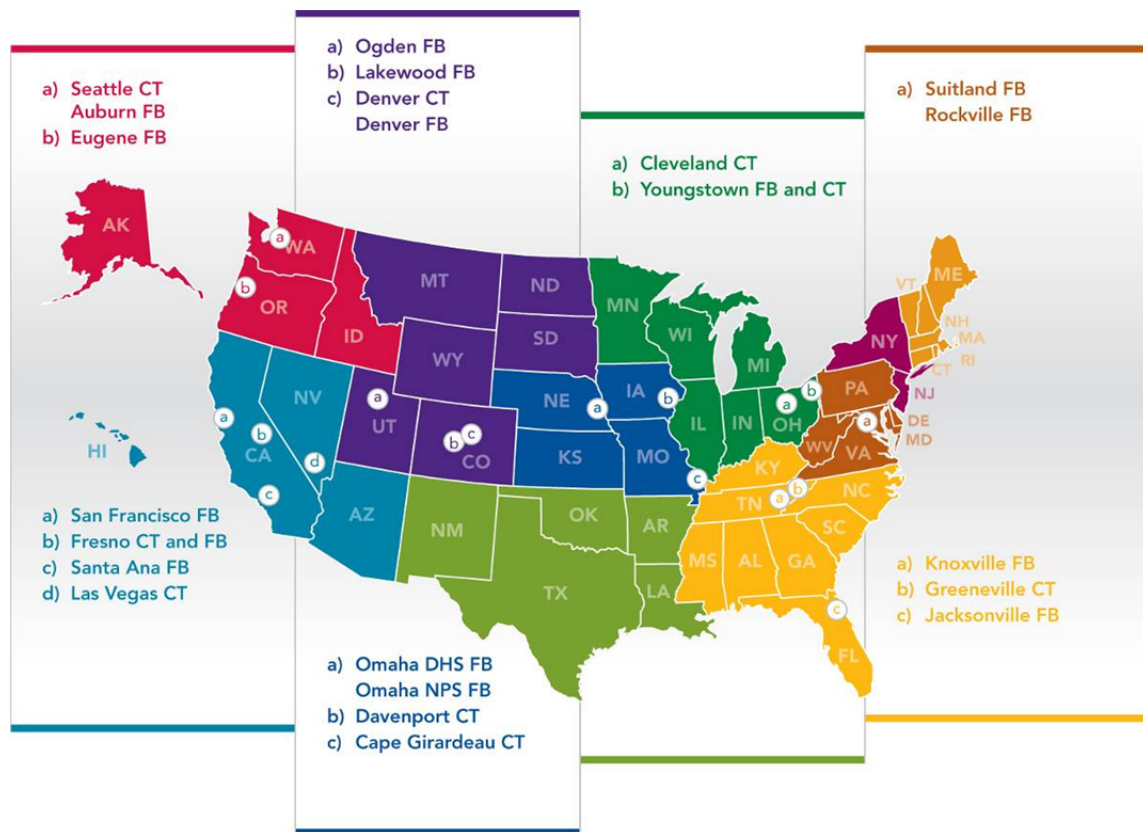 a) Seattle CT
Auburn FB
b) Eugene FB
a) Ogden FB
b) Lakewood FB
c) Denver CT
Denver FB
a) Cleveland CT
b) Youngstown FB and CT
a) Suitland FB
Rockville FB
AK
a
WA
b
OR
ID
MT
ND
SD
WY
a
UT
b
c
CO
MN
WI
MI
IL
IN
a
b
OH
NE
a
IA
b
KS
MO
c
ME
VT
NH
MA
RI
CT
NY
NJ
PA
a
DE
MD
WV
VA
HI
a
b
CA
c
NV
d
AZ
NM
OK
AR
TX
LA
KY
TN
a
b
NC
SC
MS
AL
GA
c
FL
a) San Francisco FB
b) Fresno CT and FB
c) Santa Ana FB
d) Las Vegas CT
a) Omaha DHS FB
Omaha NPS FB
b) Davenport CT
c) Cape Girardeau CT
a) Knoxville FB
b) Greeneville CT
c) Jacksonville FB